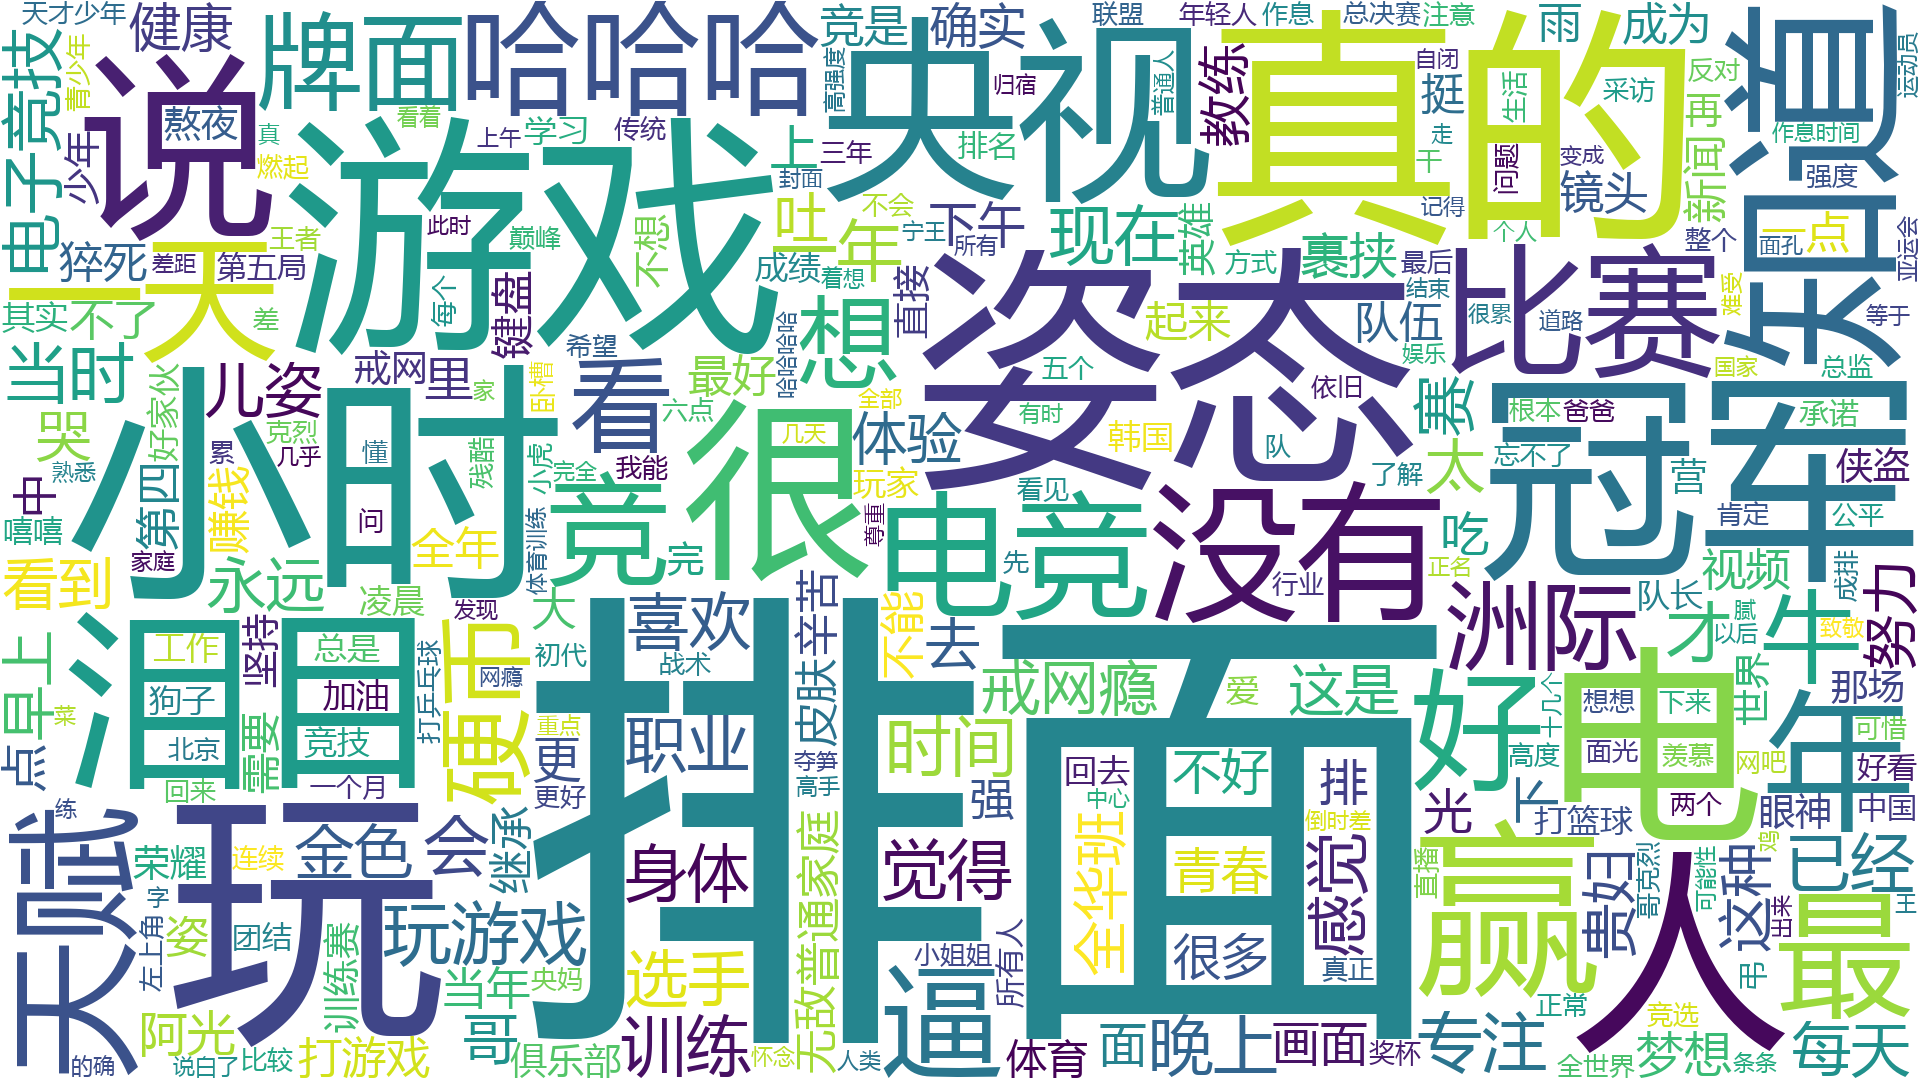 天才少年
健康
牌面
哈哈哈
竞是
确实
联盟
年轻人
作息
总决赛
注意
雨
成为
知道
运动员
电子竞技
青少年
说
熬夜
真
燃起
看着
上午
学习
传统
央视
高强度
归宿
普通人
排名
教练
真的
自闭
挺
生活
采访
反对
再
走
干
问题
变成
作息时间
强度
镜头
新闻
少年
游戏
上
三年
封面
吐
一年
不会
宁王
下午
所有
现在
英雄
方式
裹挟
记得
个人
整个
面孔
一点
亚运会
猝死
差距
王者
第五局
一天
此时
巅峰
不想
成绩
着想
直接
最后
结束
比赛
很累
道路
难受
等于
其实
不了
差
每个
键盘
希望
哈哈哈哈
想
姿态
起来
队伍
娱乐
国家
总监
当时
好家伙
儿姿
戒网
里
家
卧槽
看
最好
六点
全部
五个
依旧
有时
韩国
队
赛
根本
爸爸
承诺
冠军
哭
熟悉
小时
克烈
几乎
累
懂
残酷
小虎
完全
我能
很
几天
体验
玩家
看见
了解
太
忘不了
营
侠盗
中
第四
嘻嘻
赚钱
问
全年
体育训练
竞
完
尊重
电竞
先
没有
行业
吃
正名
肯定
公平
视频
成排
家庭
看到
永远
凌晨
发现
大
喜欢
辛苦
不能
去
洲际
队长
才
腻
以后
牛
致敬
努力
早上
菜
泪目
工作
总是
坚持
狗子
加油
打乒乓球
网瘾
硬币
初代
战术
重点
皮肤
戒网瘾
爱
这是
好
十几个
电
想想
下来
世界
那场
年
可惜
点
北京
竞技
需要
回来
一个月
更
更好
职业
夺笋
高手
时间
强
回去
中心
不好
排
倒时差
高度
面光
羡慕
网吧
好看
下
光
打篮球
两个
眼神
中国
练
天赋
荣耀
连续
金色
会
继承
排面
身体
觉得
全华班
青春
感觉
直播
赢
贵妇
哥克烈
可能性
鸡
这种
已经
出来
王
字
左上角
姿
团结
玩
训练赛
玩游戏
当年
央妈
选手
无敌普通家庭
逼
小姐姐
所有人
很多
真正
人
弔
最
阿光
的确
说白了
比较
打游戏
哥
俱乐部
训练
怀念
人类
体育
面
晚上
画面
奖杯
专注
正常
竞选
全世界
梦想
条条
每天